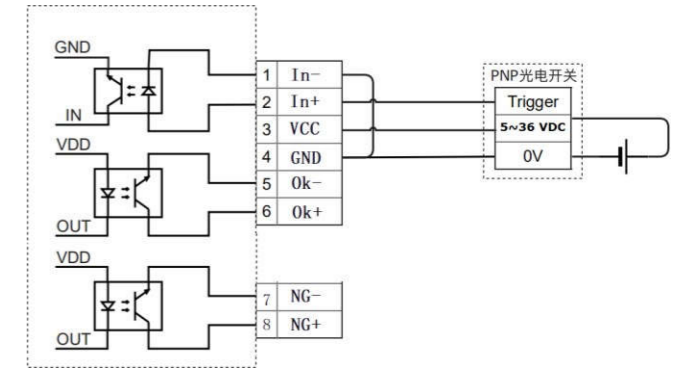 GND
IN
VDD
OUT
VDD
OUT
1 In-
2 In+
3 VCC
4 GND
5 Ok-
6 Ok+
7 NG-
8 NG+
PNP光电开关
Trigger
5~36 VDC
0V